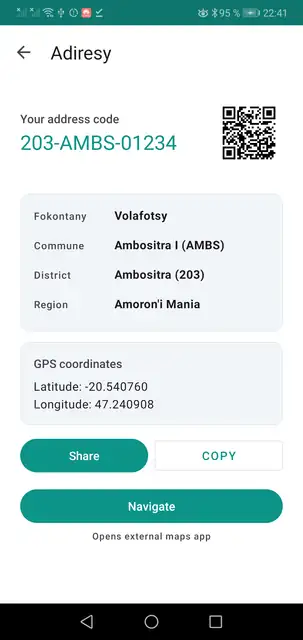 95 % 22:41
Adiresy
Your address code
203-AMBS-01234
Fokontany Volafotsy
Commune Ambositra I (AMBS)
District Ambositra (203)
Region Amoron'i Mania
GPS coordinates
Latitude: -20.540760
Longitude: 47.240908
Share COPY
Navigate
Opens external maps app